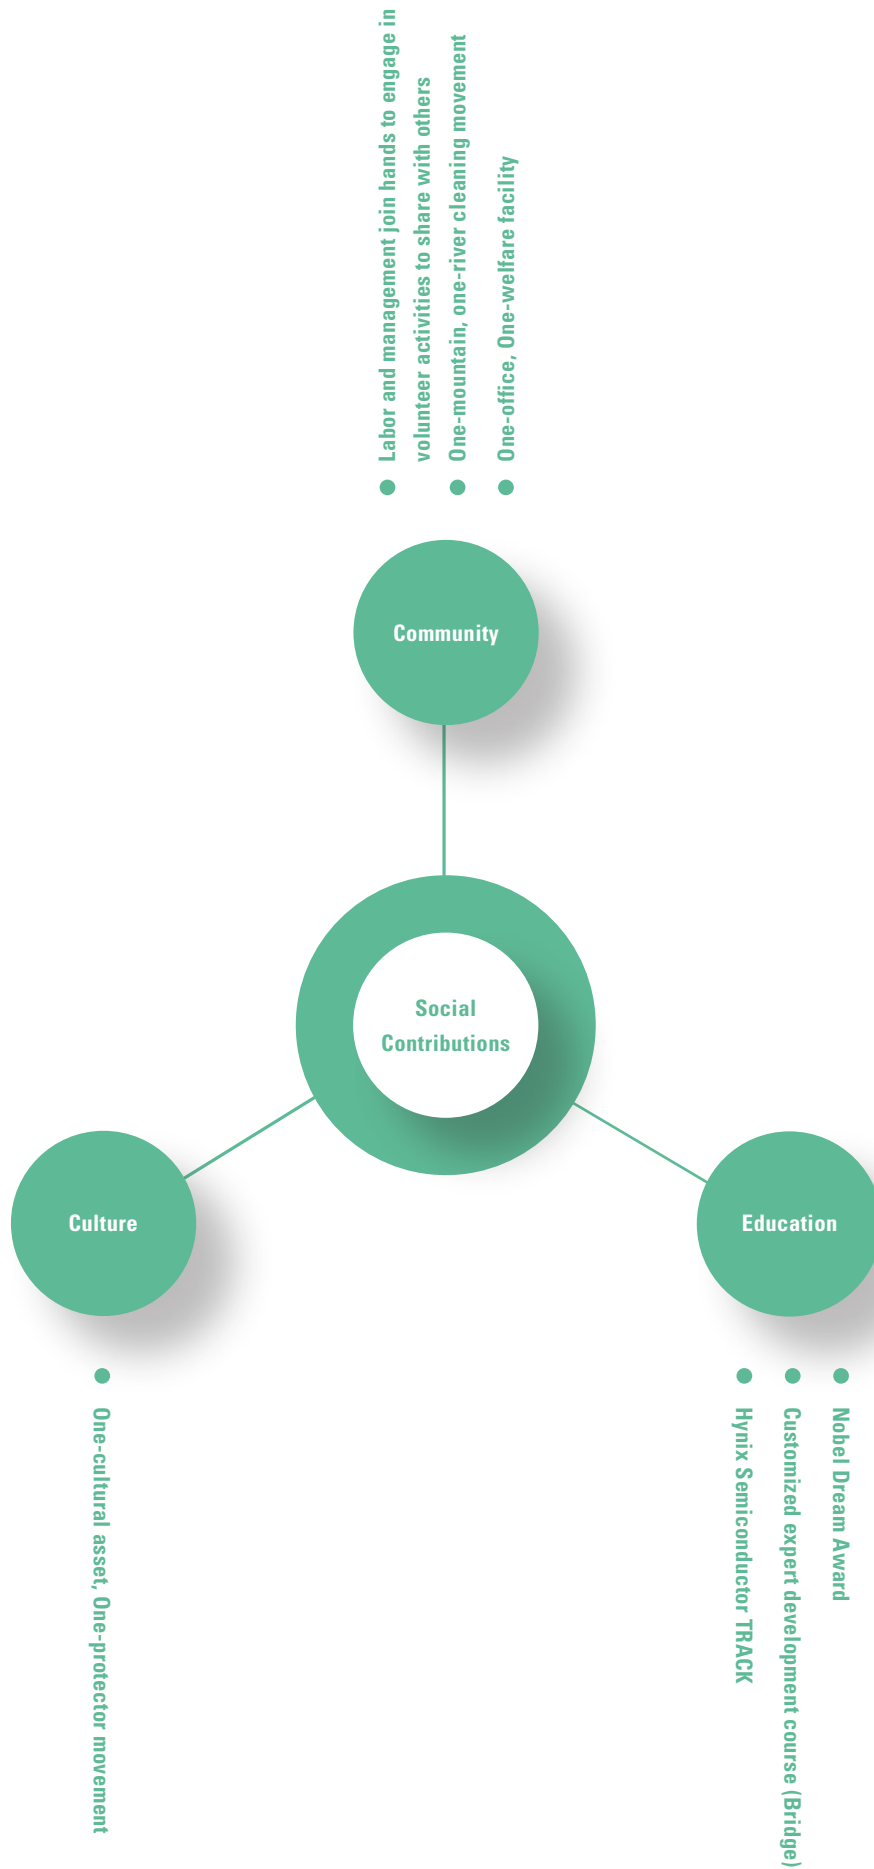 Labor and management join hands to engage in
volunteer activities to share with others
One-mountain, one-river cleaning movement
One-office, One-welfare facility
Community
Social
Contributions
Culture
Education
One-cultural asset, One-protector movement
Nobel Dream Award
Customized expert development course (Bridge)
Hynix Semiconductor TRACK